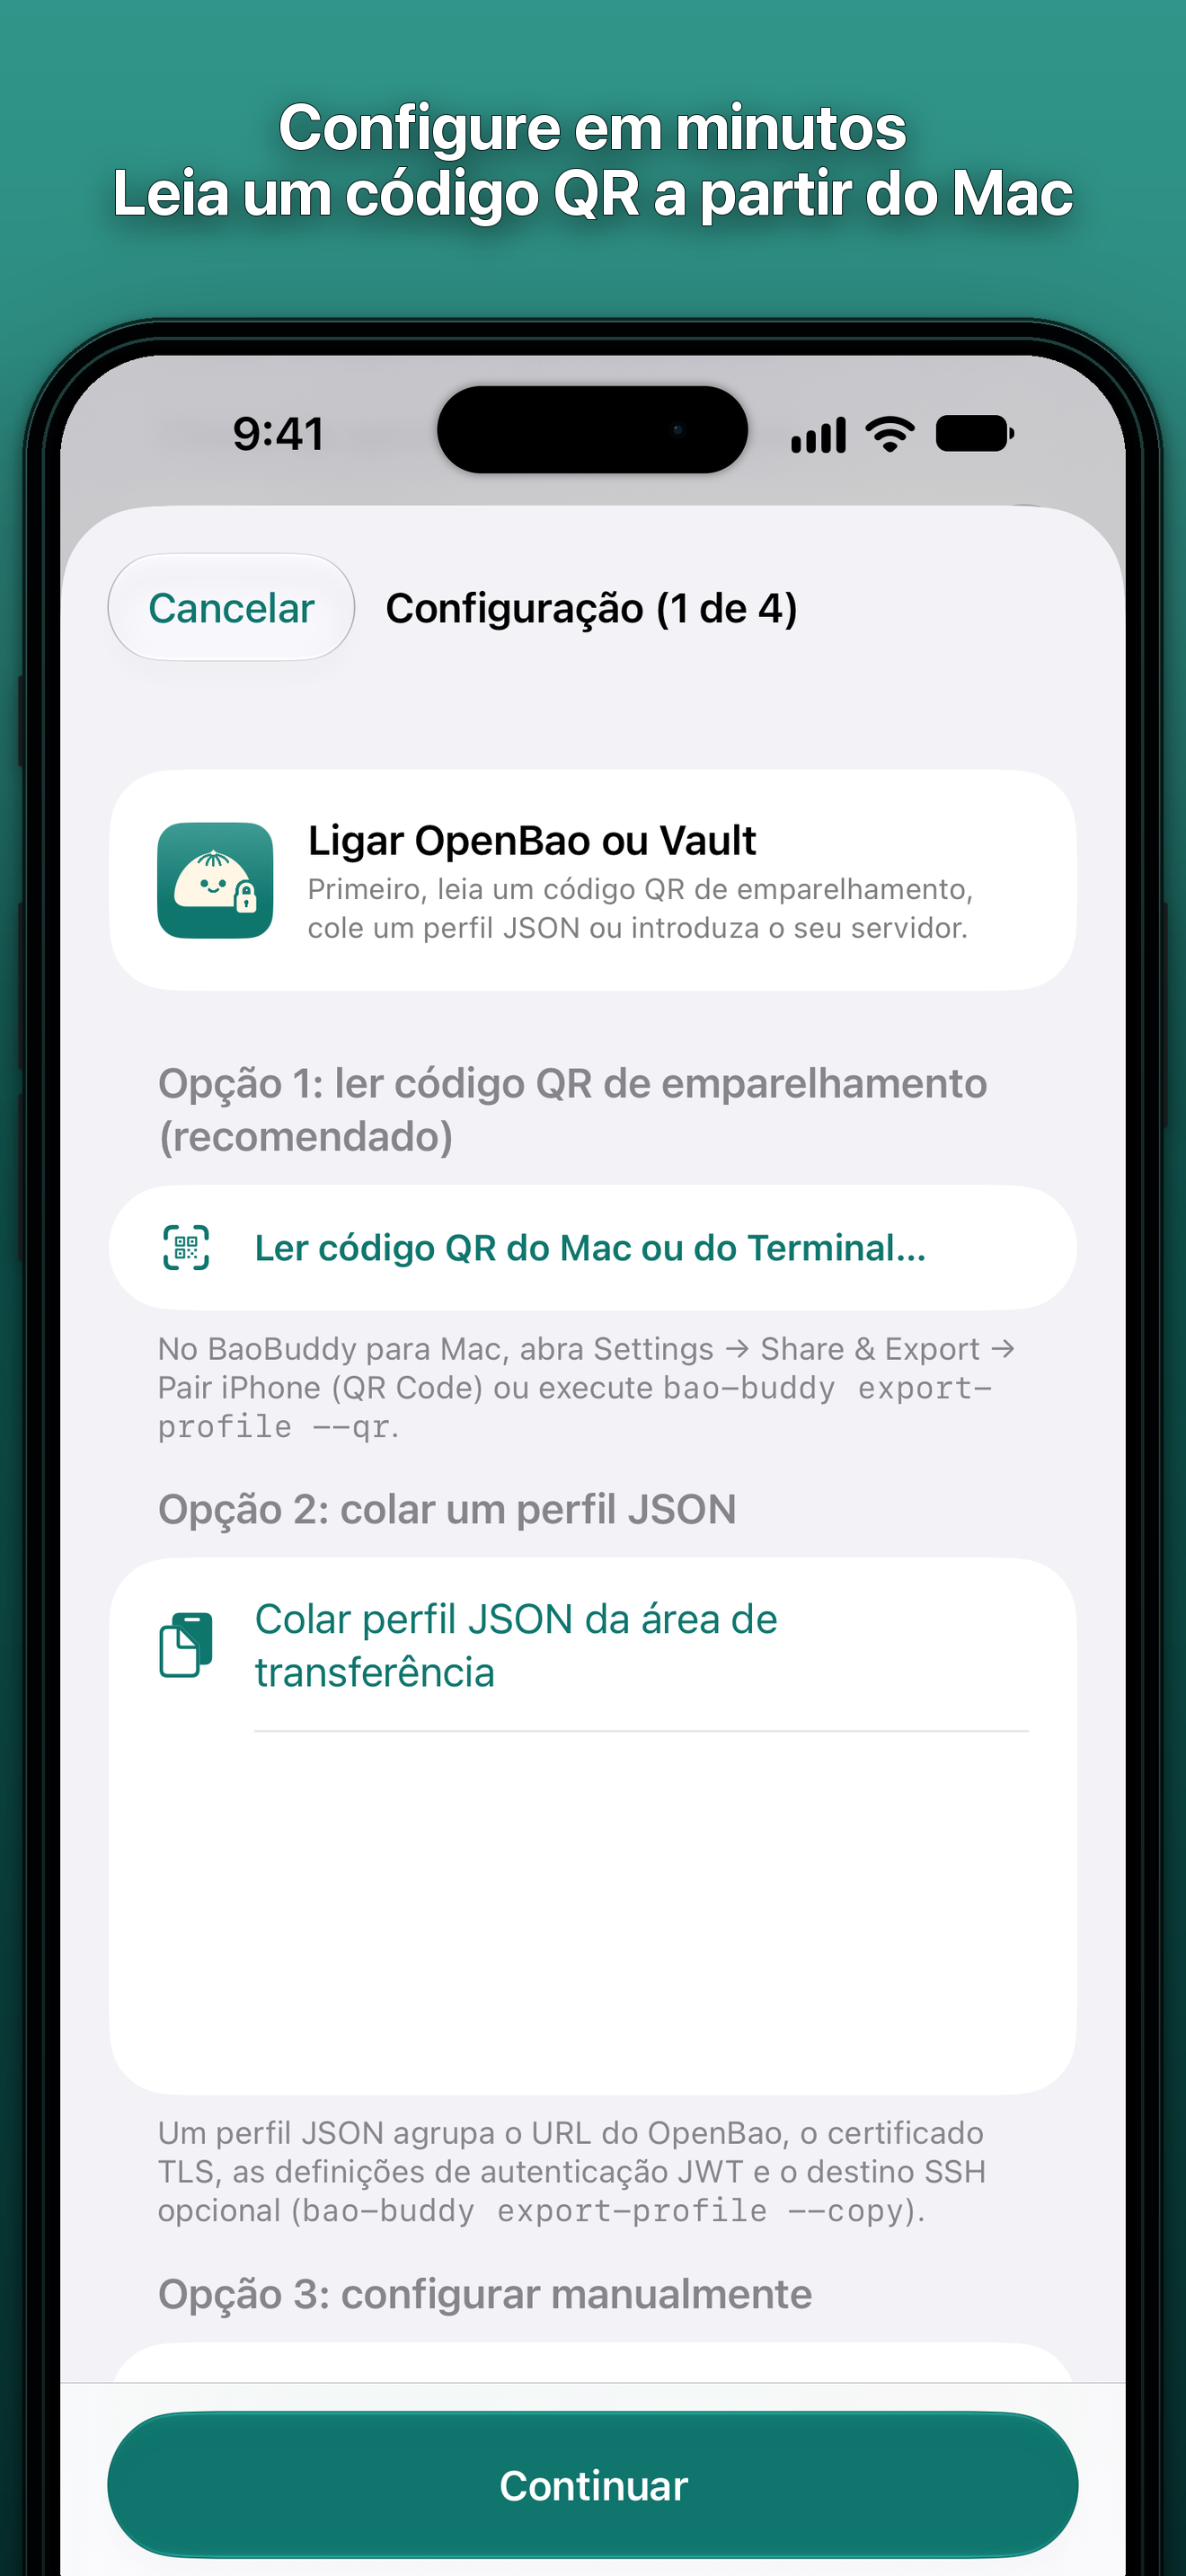 Configure em minutos
Leia um código QR a partir do Mac
9:41
Cancelar
Configuração (1 de 4)
Ligar OpenBao ou Vault
Primeiro, leia um código QR de emparelhamento,
cole um perfil JSON ou introduza o seu servidor.
Opção 1: ler código QR de emparelhamento
(recomendado)
Ler código QR do Mac ou do Terminal...
No BaoBuddy para Mac, abra Settings → Share & Export →
Pair iPhone (QR Code) ou execute bao-buddy export-
profile --qr.
Opção 2: colar um perfil JSON
Colar perfil JSON da área de
transferência
Um perfil JSON agrupa o URL do OpenBao, o certificado
TLS, as definições de autenticação JWT e o destino SSH
opcional (bao-buddy export-profile --copy).
Opção 3: configurar manualmente
Continuar